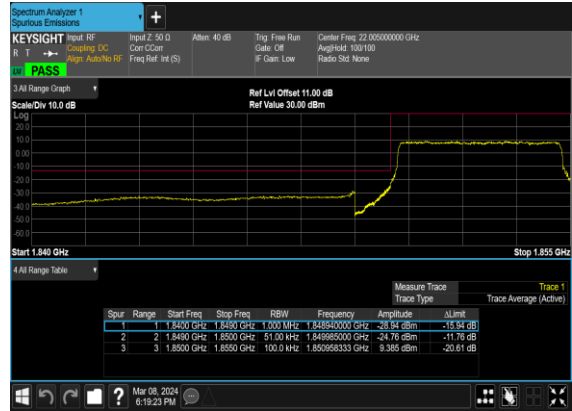 Spectrum Analyzer 1
Spurious Emissions
KEYSIGHT Input: RF Input Z: 50 Ω Atten: 40 dB Trig: Free Run Center Freq: 22.005000000 GHz
R T Coupling: DC Corr CCorr Gate: Off Avg|Hold: 100/100
Align: Auto/No RF Freq Ref: Int (S) IF Gain: Low Radio Std: None
LW PASS
3 All Range Graph
Ref Lvl Offset 11.00 dB
Scale/Div 10.0 dB Ref Value 30.00 dBm
Log
20.0
10.0
0.00
-10.0
-20.0
-30.0
-40.0
-50.0
-60.0
Start 1.840 GHz Stop 1.855 GHz
4 All Range Table
Measure Trace Trace 1
Trace Type Trace Average (Active)
Spur Range Start Freq Stop Freq RBW Frequency Amplitude ΔLimit
1 1 1.8400 GHz 1.8490 GHz 1.000 MHz 1.848940000 GHz -28.94 dBm -15.94 dB
2 2 1.8490 GHz 1.8500 GHz 51.00 kHz 1.849985000 GHz -24.76 dBm -11.76 dB
3 3 1.8500 GHz 1.8550 GHz 100.0 kHz 1.850958333 GHz 9.385 dBm -20.61 dB
Mar 08, 2024
6:19:23 PM